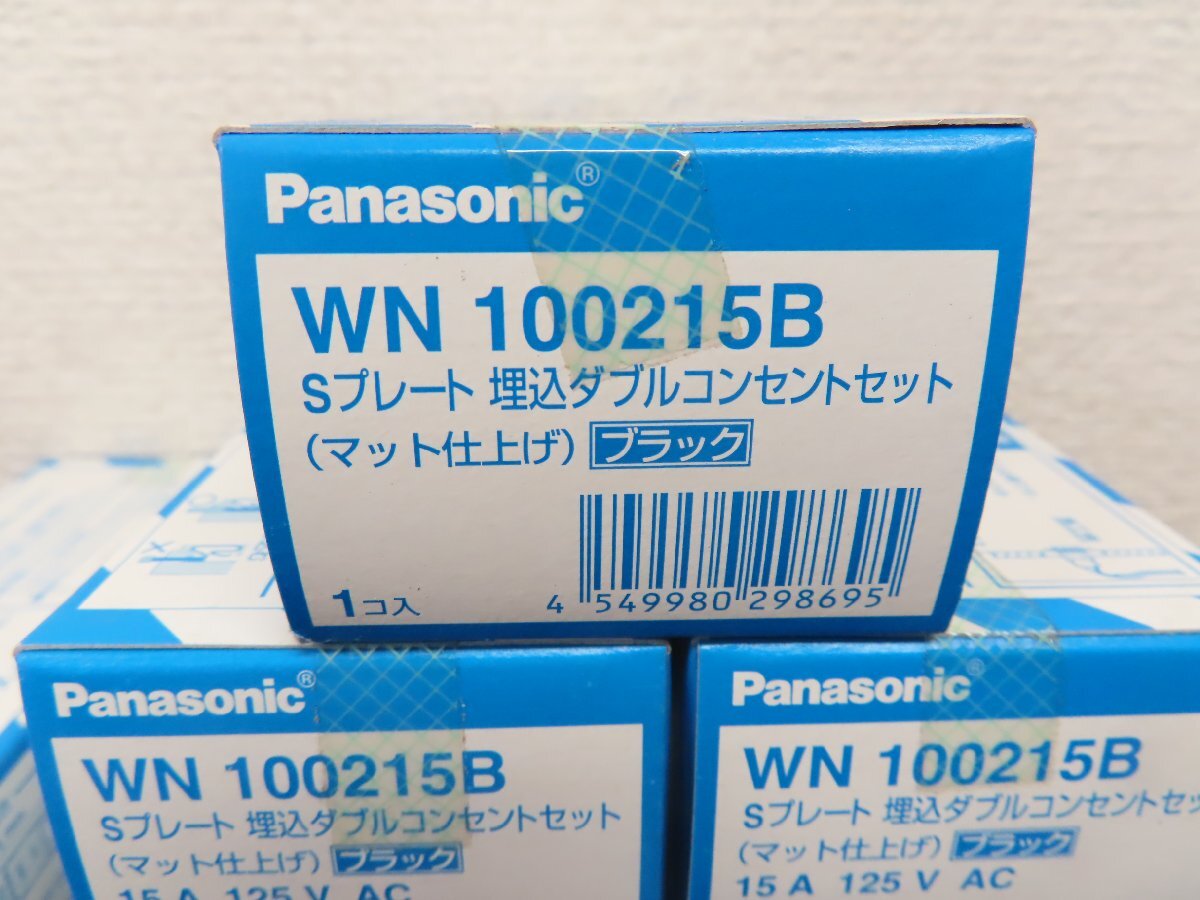 Panasonic®
WN 100215B
Sプレート 埋込ダブルコンセントセット
(マット仕上げ) ブラック
1コ入
4 549980 298695
Panasonic®
WN 100215B
Sプレート 埋込ダブルコンセントセット
(マット仕上げ) ブラック
15 A 125 V AC
Panasonic®
WN 100215B
Sプレート 埋込ダブルコンセントセッ
(マット仕上げ) ブラック
15 A 125 V AC